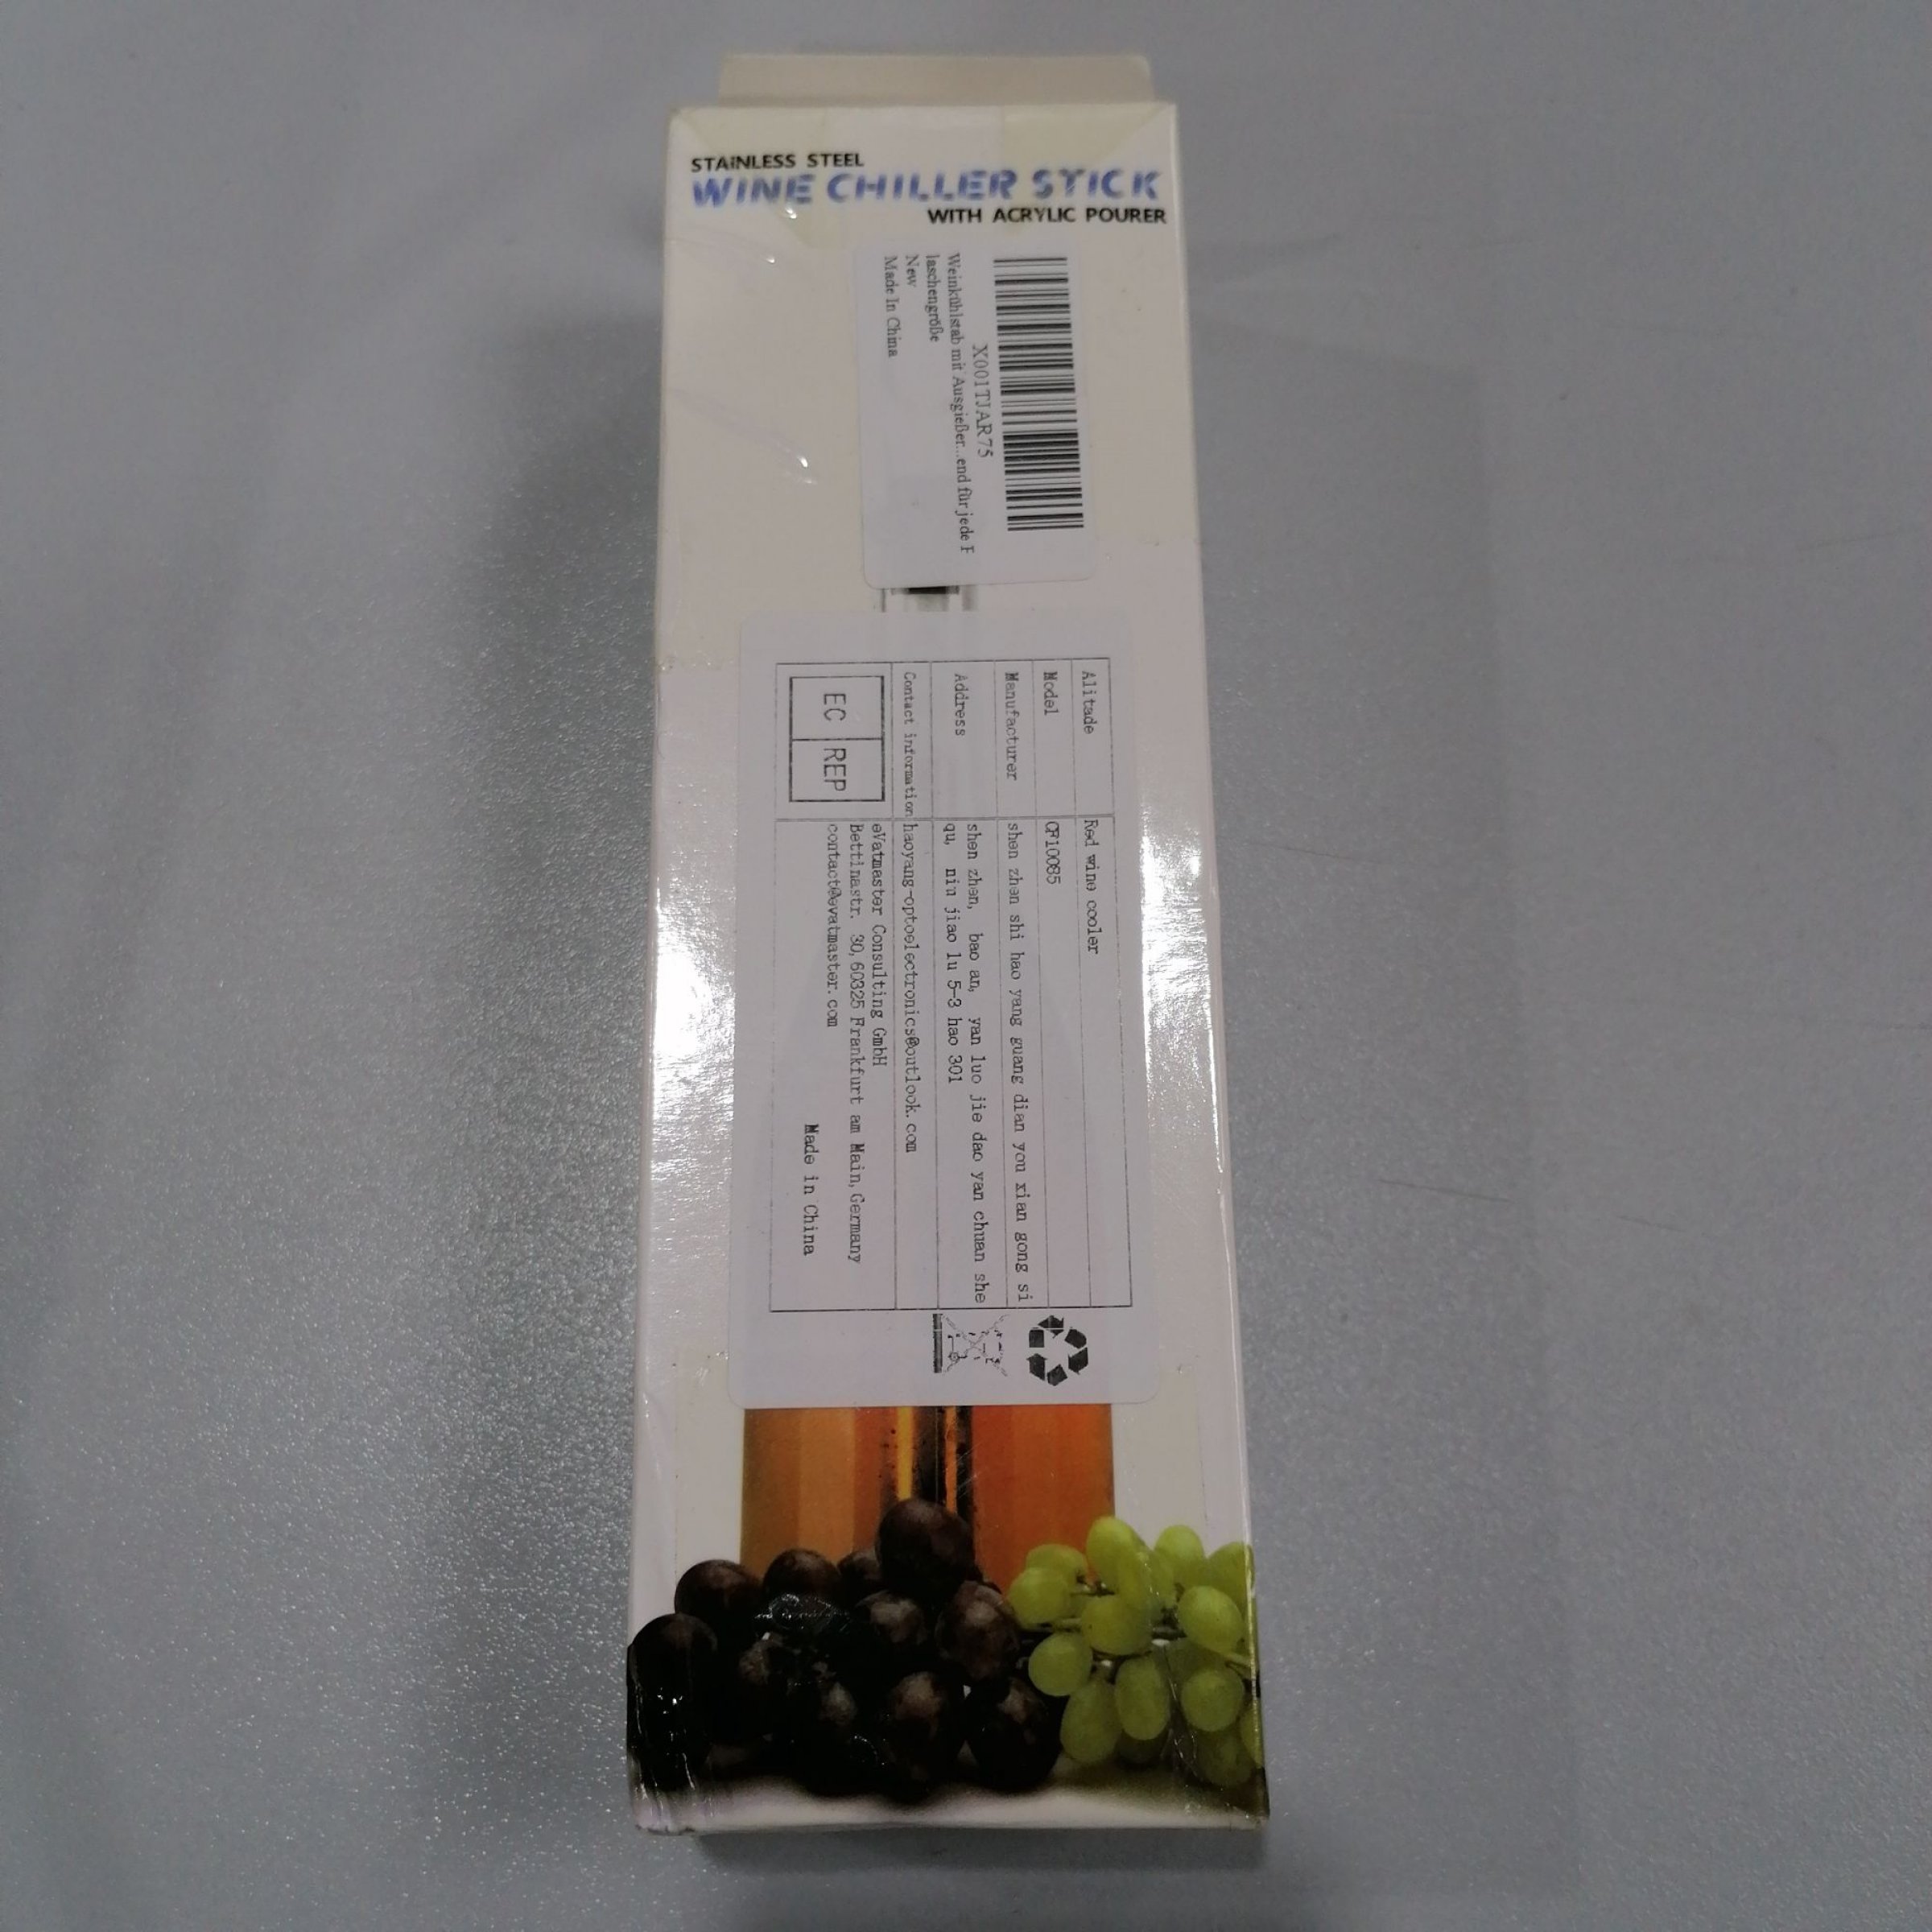 STAINLESS STEEL
WINE CHILLER STICK
WITH ACRYLIC POURER
X001TJAR75
Weinkühlstab mit Ausgießer...end für jede F
laschengröße
New
Made In China
Alitade Red wine cooler
Model CF10085
Manufacturer shen zhen shi hao yang guang dian you xian gong si
Address shen zhen, bao an, yan luo jie dao yan chuan she
qu, niu jiao lu 5-3 hao 301
Contact information haoyang-optoelectronics@outlook.com
EC REP
eVatmaster Consulting GmbH
Bettinastr. 30, 60325 Frankfurt am Main, Germany
contact@evatmaster.com
Made in China